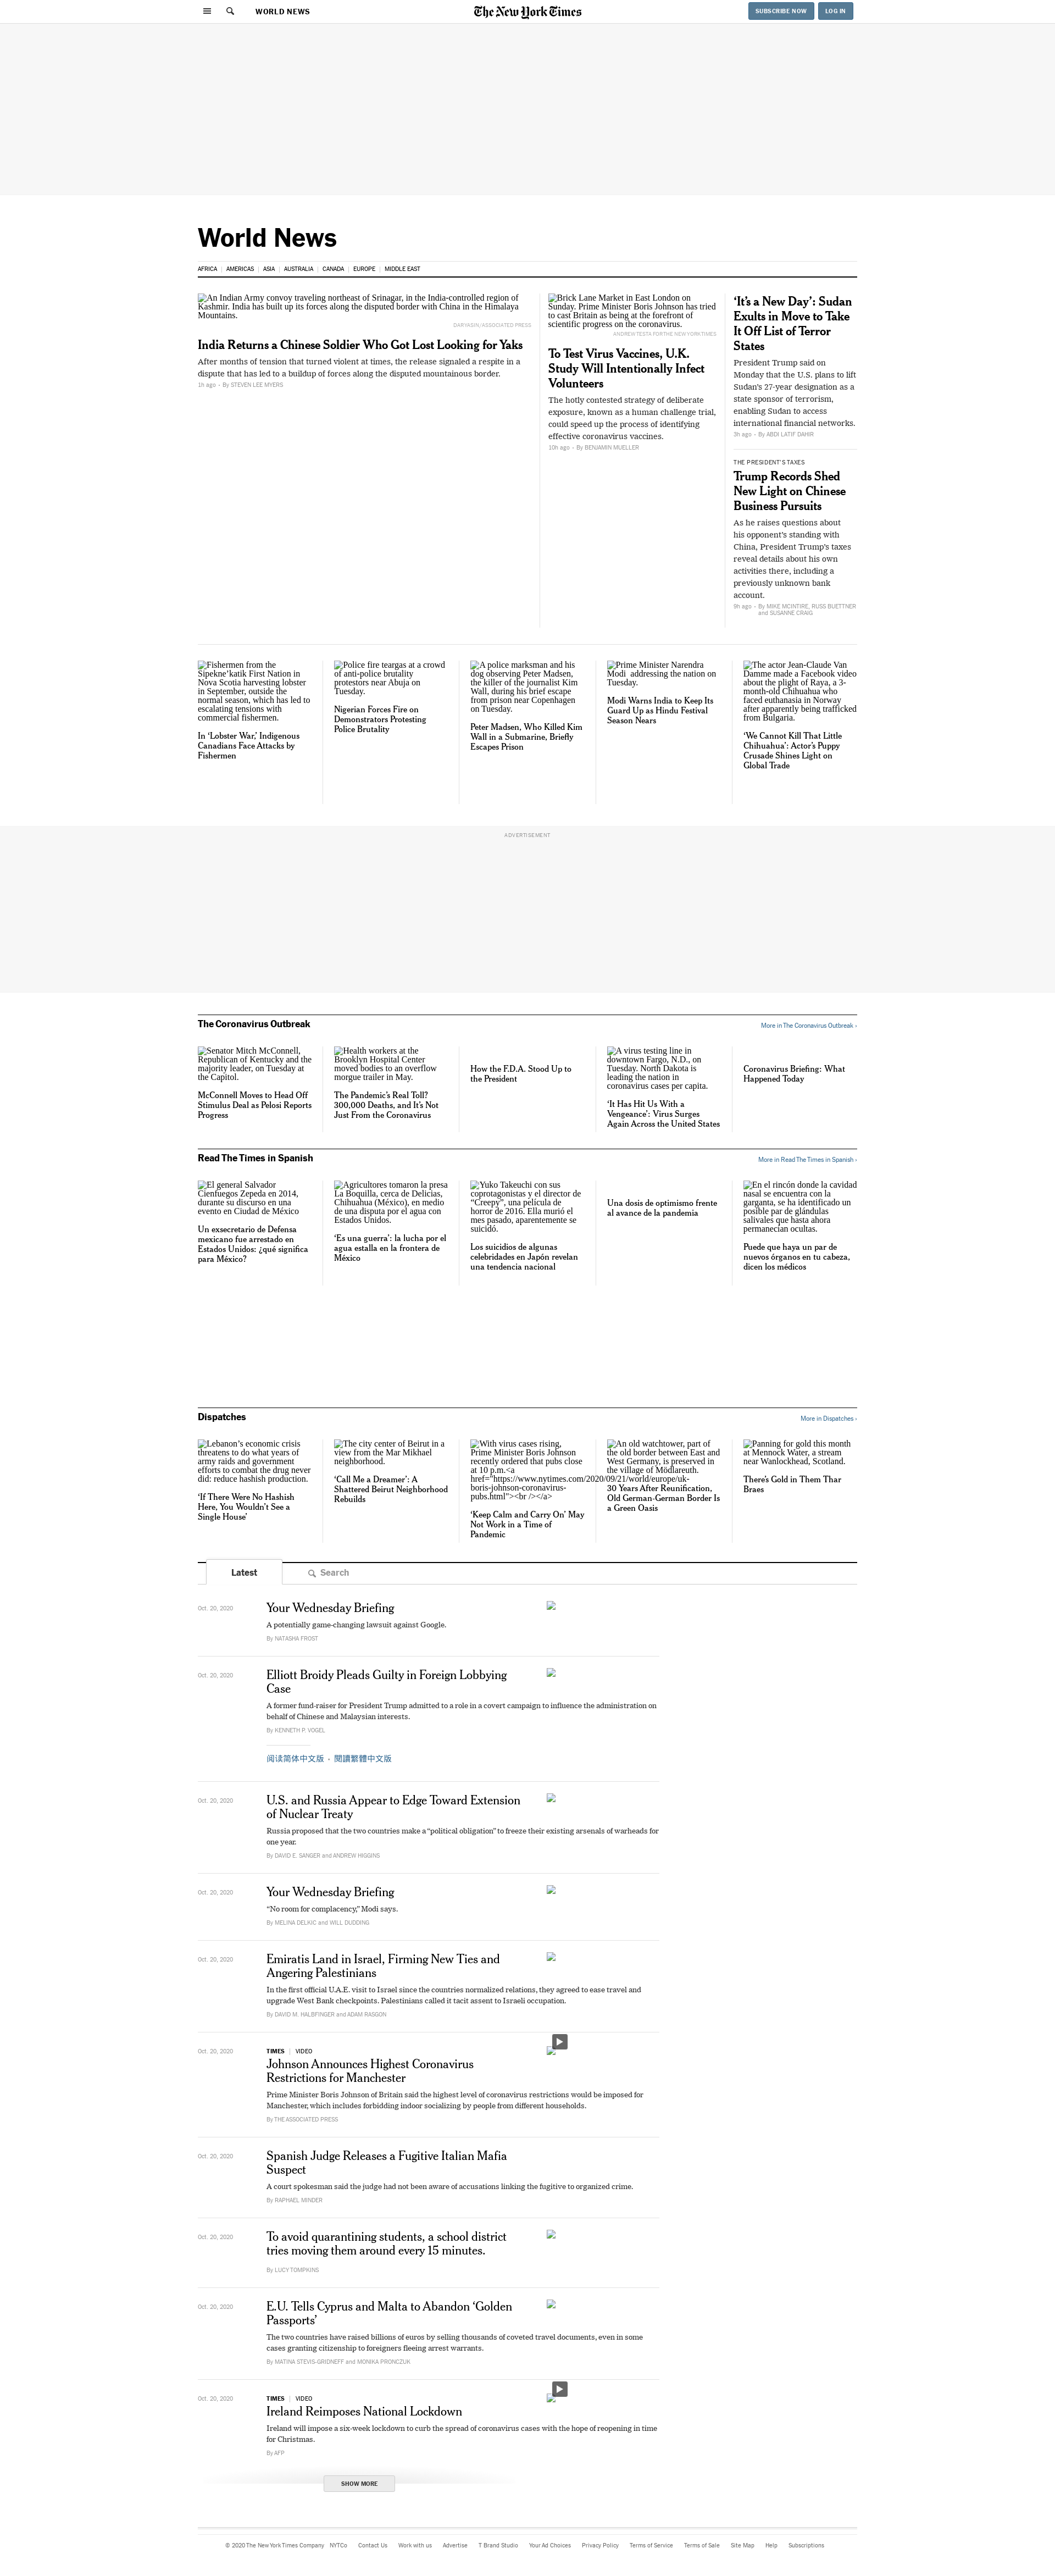 WORLD NEWS
The New York Times
SUBSCRIBE NOW
LOG IN
World News
AFRICA
AMERICAS
ASIA
AUSTRALIA
CANADA
EUROPE
MIDDLE EAST
An Indian Army convoy traveling northeast of Srinagar, in the India-controlled region of
Kashmir. India has built up its forces along the disputed border with China in the Himalaya
Mountains.
DAR YASIN/ASSOCIATED PRESS
India Returns a Chinese Soldier Who Got Lost Looking for Yaks
After months of tension that turned violent at times, the release signaled a respite in a
dispute that has led to a buildup of forces along the disputed mountainous border.
1h ago - By STEVEN LEE MYERS
Brick Lane Market in East London on
Sunday. Prime Minister Boris Johnson has tried
to cast Britain as being at the forefront of
scientific progress on the coronavirus.
ANDREW TESTA FOR THE NEW YORK TIMES
To Test Virus Vaccines, U.K.
Study Will Intentionally Infect
Volunteers
The hotly contested strategy of deliberate
exposure, known as a human challenge trial,
could speed up the process of identifying
effective coronavirus vaccines.
10h ago - By BENJAMIN MUELLER
‘It’s a New Day’: Sudan
Exults in Move to Take
It Off List of Terror
States
President Trump said on
Monday that the U.S. plans to lift
Sudan’s 27-year designation as a
state sponsor of terrorism,
enabling Sudan to access
international financial networks.
3h ago - By ABDI LATIF DAHIR
THE PRESIDENT’S TAXES
Trump Records Shed
New Light on Chinese
Business Pursuits
As he raises questions about
his opponent’s standing with
China, President Trump’s taxes
reveal details about his own
activities there, including a
previously unknown bank
account.
9h ago - By MIKE McINTIRE, RUSS BUETTNER
and SUSANNE CRAIG
Fishermen from the
Sipekne’katik First Nation in
Nova Scotia harvesting lobster
in September, outside the
normal season, which has led to
escalating tensions with
commercial fishermen.
In ‘Lobster War,’ Indigenous
Canadians Face Attacks by
Fishermen
Police fire teargas at a crowd
of anti-police brutality
protestors near Abuja on
Tuesday.
Nigerian Forces Fire on
Demonstrators Protesting
Police Brutality
A police marksman and his
dog observing Peter Madsen,
the killer of the journalist Kim
Wall, during his brief escape
from prison near Copenhagen
on Tuesday.
Peter Madsen, Who Killed Kim
Wall in a Submarine, Briefly
Escapes Prison
Prime Minister Narendra
Modi addressing the nation on
Tuesday.
Modi Warns India to Keep Its
Guard Up as Hindu Festival
Season Nears
The actor Jean-Claude Van
Damme made a Facebook video
about the plight of Raya, a 3-
month-old Chihuahua who
faced euthanasia in Norway
after apparently being trafficked
from Bulgaria.
‘We Cannot Kill That Little
Chihuahua’: Actor’s Puppy
Crusade Shines Light on
Global Trade
ADVERTISEMENT
The Coronavirus Outbreak
More in The Coronavirus Outbreak ›
Senator Mitch McConnell,
Republican of Kentucky and the
majority leader, on Tuesday at
the Capitol.
McConnell Moves to Head Off
Stimulus Deal as Pelosi Reports
Progress
Health workers at the
Brooklyn Hospital Center
moved bodies to an overflow
morgue trailer in May.
The Pandemic’s Real Toll?
300,000 Deaths, and It’s Not
Just From the Coronavirus
How the F.D.A. Stood Up to
the President
A virus testing line in
downtown Fargo, N.D., on
Tuesday. North Dakota is
leading the nation in
coronavirus cases per capita.
‘It Has Hit Us With a
Vengeance’: Virus Surges
Again Across the United States
Coronavirus Briefing: What
Happened Today
Read The Times in Spanish
More in Read The Times in Spanish ›
El general Salvador
Cienfuegos Zepeda en 2014,
durante su discurso en una
evento en Ciudad de México
Un exsecretario de Defensa
mexicano fue arrestado en
Estados Unidos: ¿qué significa
para México?
Agricultores tomaron la presa
La Boquilla, cerca de Delicias,
Chihuahua (México), en medio
de una disputa por el agua con
Estados Unidos.
‘Es una guerra’: la lucha por el
agua estalla en la frontera de
México
Yuko Takeuchi con sus
coprotagonistas y el director de
“Creepy”, una película de
horror de 2016. Ella murió el
mes pasado, aparentemente se
suicidó.
Los suicidios de algunas
celebridades en Japón revelan
una tendencia nacional
Una dosis de optimismo frente
al avance de la pandemia
En el rincón donde la cavidad
nasal se encuentra con la
garganta, se ha identificado un
posible par de glándulas
salivales que hasta ahora
permanecían ocultas.
Puede que haya un par de
nuevos órganos en tu cabeza,
dicen los médicos
Dispatches
More in Dispatches ›
Lebanon’s economic crisis
threatens to do what years of
army raids and government
efforts to combat the drug never
did: reduce hashish production.
‘If There Were No Hashish
Here, You Wouldn’t See a
Single House’
The city center of Beirut in a
view from the Mar Mikhael
neighborhood.
‘Call Me a Dreamer’: A
Shattered Beirut Neighborhood
Rebuilds
With virus cases rising,
Prime Minister Boris Johnson
recently ordered that pubs close
at 10 p.m.<a
href="https://www.nytimes.com/2020/09/21/world/europe/uk-
boris-johnson-coronavirus-
pubs.html"><br /></a>
‘Keep Calm and Carry On’ May
Not Work in a Time of
Pandemic
An old watchtower, part of
the old border between East and
West Germany, is preserved in
the village of Mödlareuth.
30 Years After Reunification,
Old German-German Border Is
a Green Oasis
Panning for gold this month
at Mennock Water, a stream
near Wanlockhead, Scotland.
There’s Gold in Them Thar
Braes
Latest
Search
Oct. 20, 2020
Your Wednesday Briefing
A potentially game-changing lawsuit against Google.
By NATASHA FROST
Oct. 20, 2020
Elliott Broidy Pleads Guilty in Foreign Lobbying
Case
A former fund-raiser for President Trump admitted to a role in a covert campaign to influence the administration on
behalf of Chinese and Malaysian interests.
By KENNETH P. VOGEL
阅读简体中文版 · 閱讀繁體中文版
Oct. 20, 2020
U.S. and Russia Appear to Edge Toward Extension
of Nuclear Treaty
Russia proposed that the two countries make a “political obligation” to freeze their existing arsenals of warheads for
one year.
By DAVID E. SANGER and ANDREW HIGGINS
Oct. 20, 2020
Your Wednesday Briefing
“No room for complacency,” Modi says.
By MELINA DELKIC and WILL DUDDING
Oct. 20, 2020
Emiratis Land in Israel, Firming New Ties and
Angering Palestinians
In the first official U.A.E. visit to Israel since the countries normalized relations, they agreed to ease travel and
upgrade West Bank checkpoints. Palestinians called it tacit assent to Israeli occupation.
By DAVID M. HALBFINGER and ADAM RASGON
Oct. 20, 2020
TIMES | VIDEO
Johnson Announces Highest Coronavirus
Restrictions for Manchester
Prime Minister Boris Johnson of Britain said the highest level of coronavirus restrictions would be imposed for
Manchester, which includes forbidding indoor socializing by people from different households.
By THE ASSOCIATED PRESS
Oct. 20, 2020
Spanish Judge Releases a Fugitive Italian Mafia
Suspect
A court spokesman said the judge had not been aware of accusations linking the fugitive to organized crime.
By RAPHAEL MINDER
Oct. 20, 2020
To avoid quarantining students, a school district
tries moving them around every 15 minutes.
By LUCY TOMPKINS
Oct. 20, 2020
E.U. Tells Cyprus and Malta to Abandon ‘Golden
Passports’
The two countries have raised billions of euros by selling thousands of coveted travel documents, even in some
cases granting citizenship to foreigners fleeing arrest warrants.
By MATINA STEVIS-GRIDNEFF and MONIKA PRONCZUK
Oct. 20, 2020
TIMES | VIDEO
Ireland Reimposes National Lockdown
Ireland will impose a six-week lockdown to curb the spread of coronavirus cases with the hope of reopening in time
for Christmas.
By AFP
SHOW MORE
© 2020 The New York Times Company
NYTCo
Contact Us
Work with us
Advertise
T Brand Studio
Your Ad Choices
Privacy Policy
Terms of Service
Terms of Sale
Site Map
Help
Subscriptions